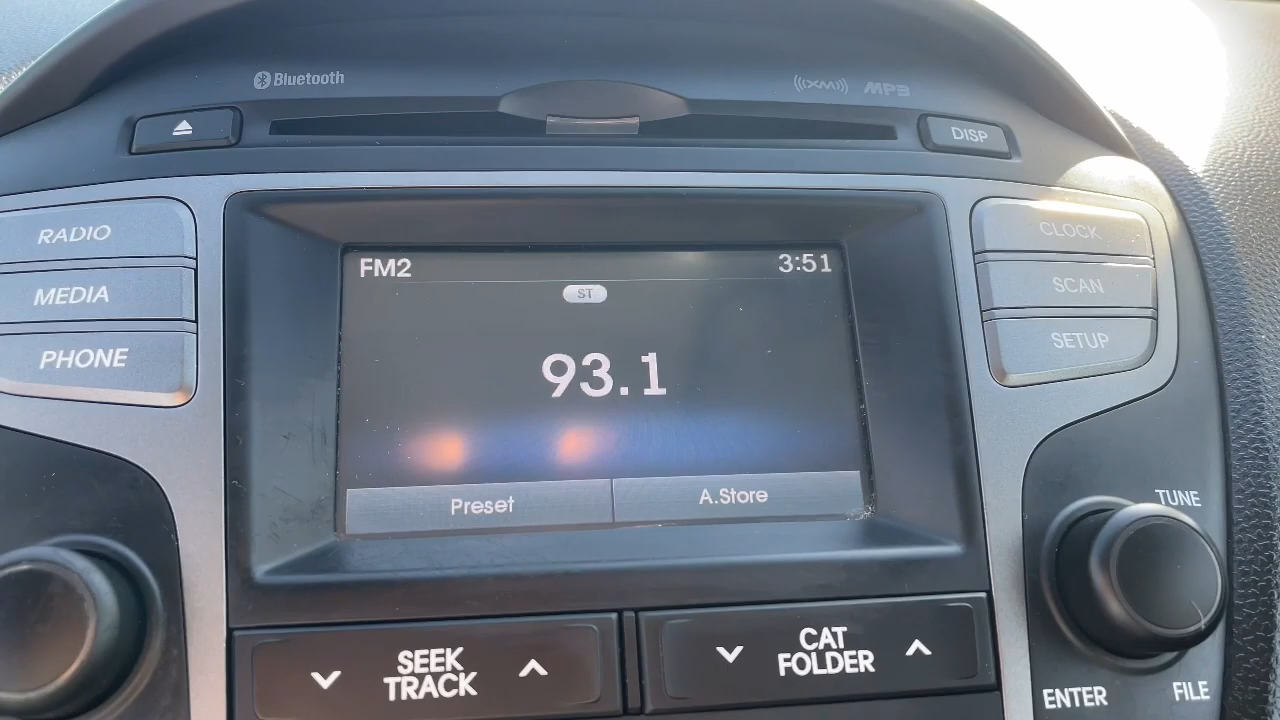 Bluetooth
XM
MP3
DISP
RADIO
MEDIA
PHONE
FM2
3:51
ST
93.1
Preset
A.Store
CLOCK
SCAN
SETUP
SEEK
TRACK
CAT
FOLDER
TUNE
ENTER
FILE